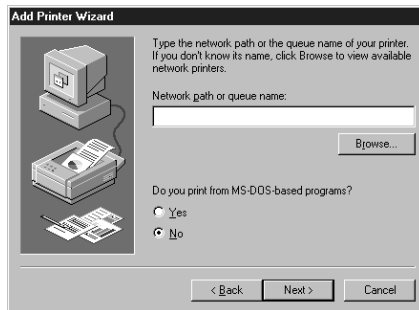 Add Printer Wizard
Type the network path or the queue name of your printer.
If you don't know its name, click Browse to view available
network printers.
Network path or queue name:
Browse...
Do you print from MS-DOS-based programs?
Yes
No
< Back
Next >
Cancel